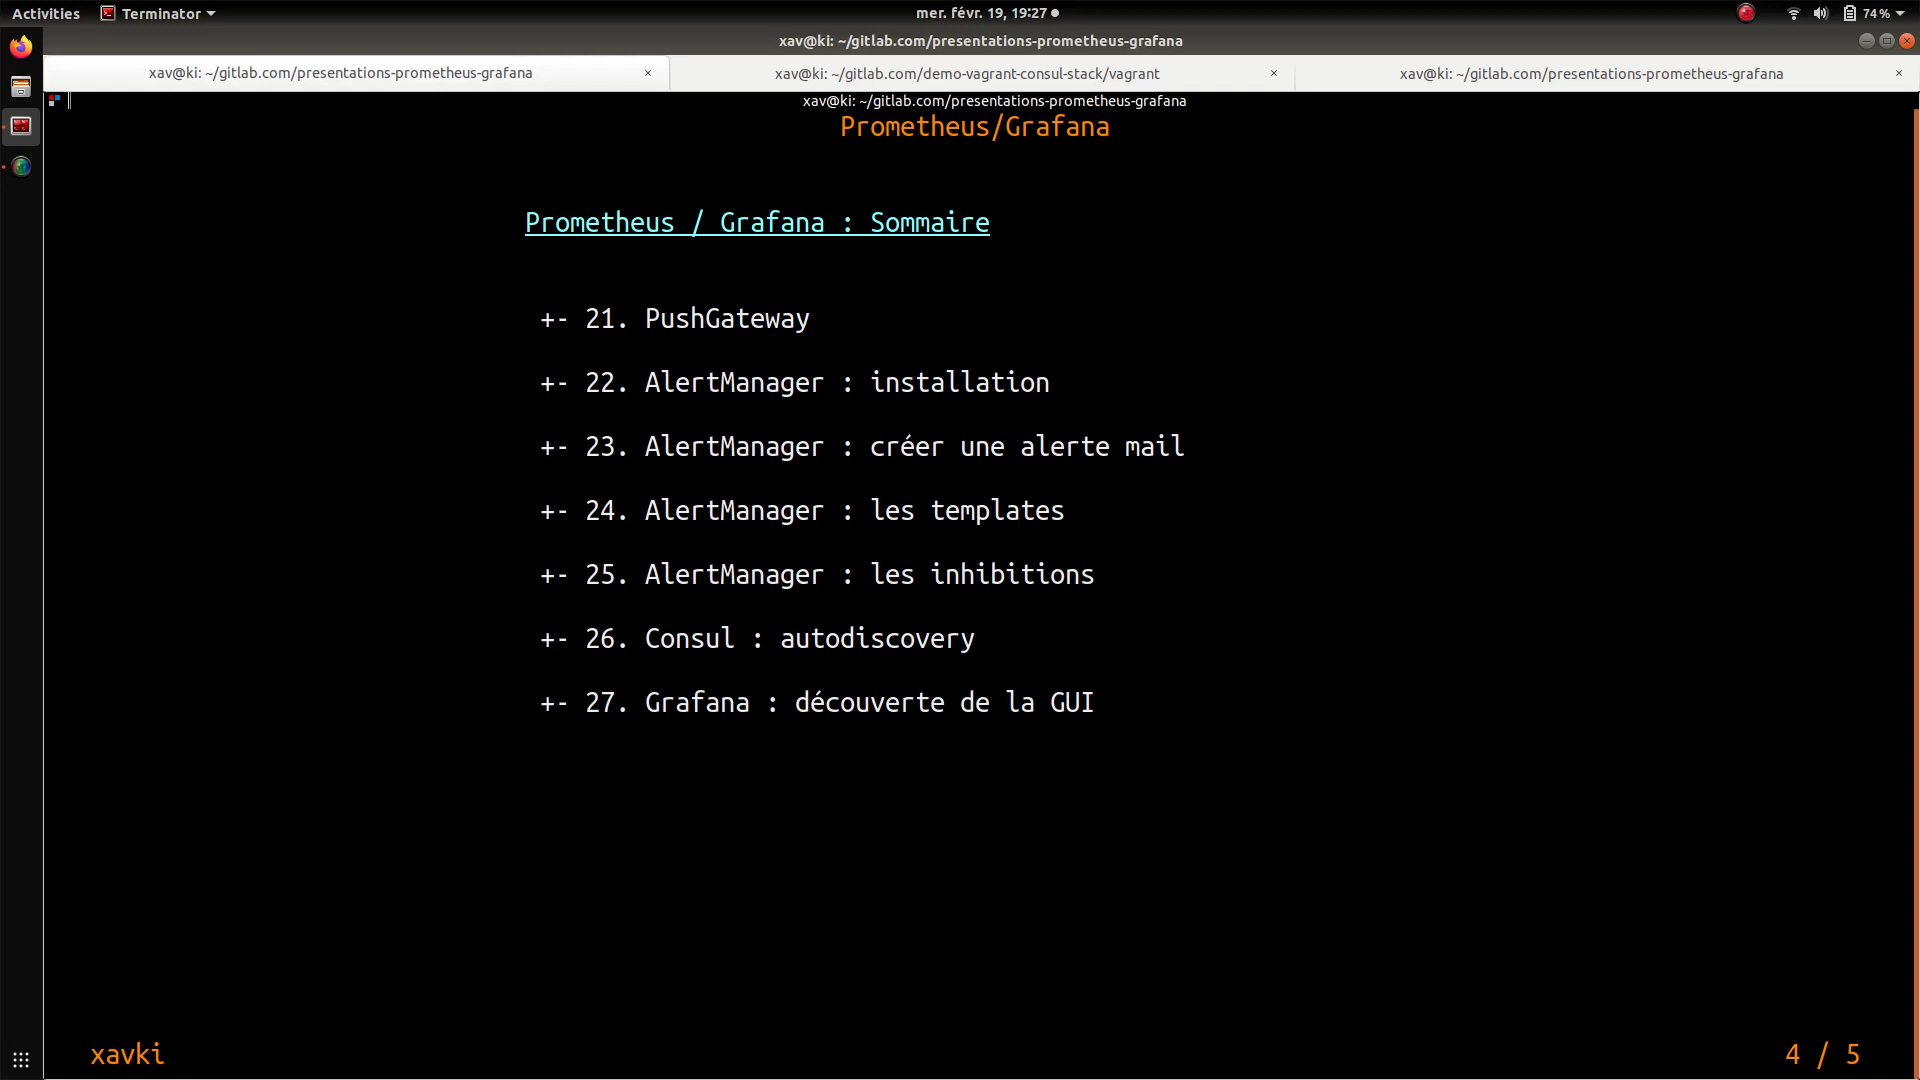 Activities Terminator mer. févr. 19, 19:27 74 %
xav@ki: ~/gitlab.com/presentations-prometheus-grafana
xav@ki: ~/gitlab.com/presentations-prometheus-grafana × xav@ki: ~/gitlab.com/demo-vagrant-consul-stack/vagrant × xav@ki: ~/gitlab.com/presentations-prometheus-grafana ×
xav@ki: ~/gitlab.com/presentations-prometheus-grafana
Prometheus/Grafana
Prometheus / Grafana : Sommaire
+- 21. PushGateway
+- 22. AlertManager : installation
+- 23. AlertManager : créer une alerte mail
+- 24. AlertManager : les templates
+- 25. AlertManager : les inhibitions
+- 26. Consul : autodiscovery
+- 27. Grafana : découverte de la GUI
xavki 4 / 5